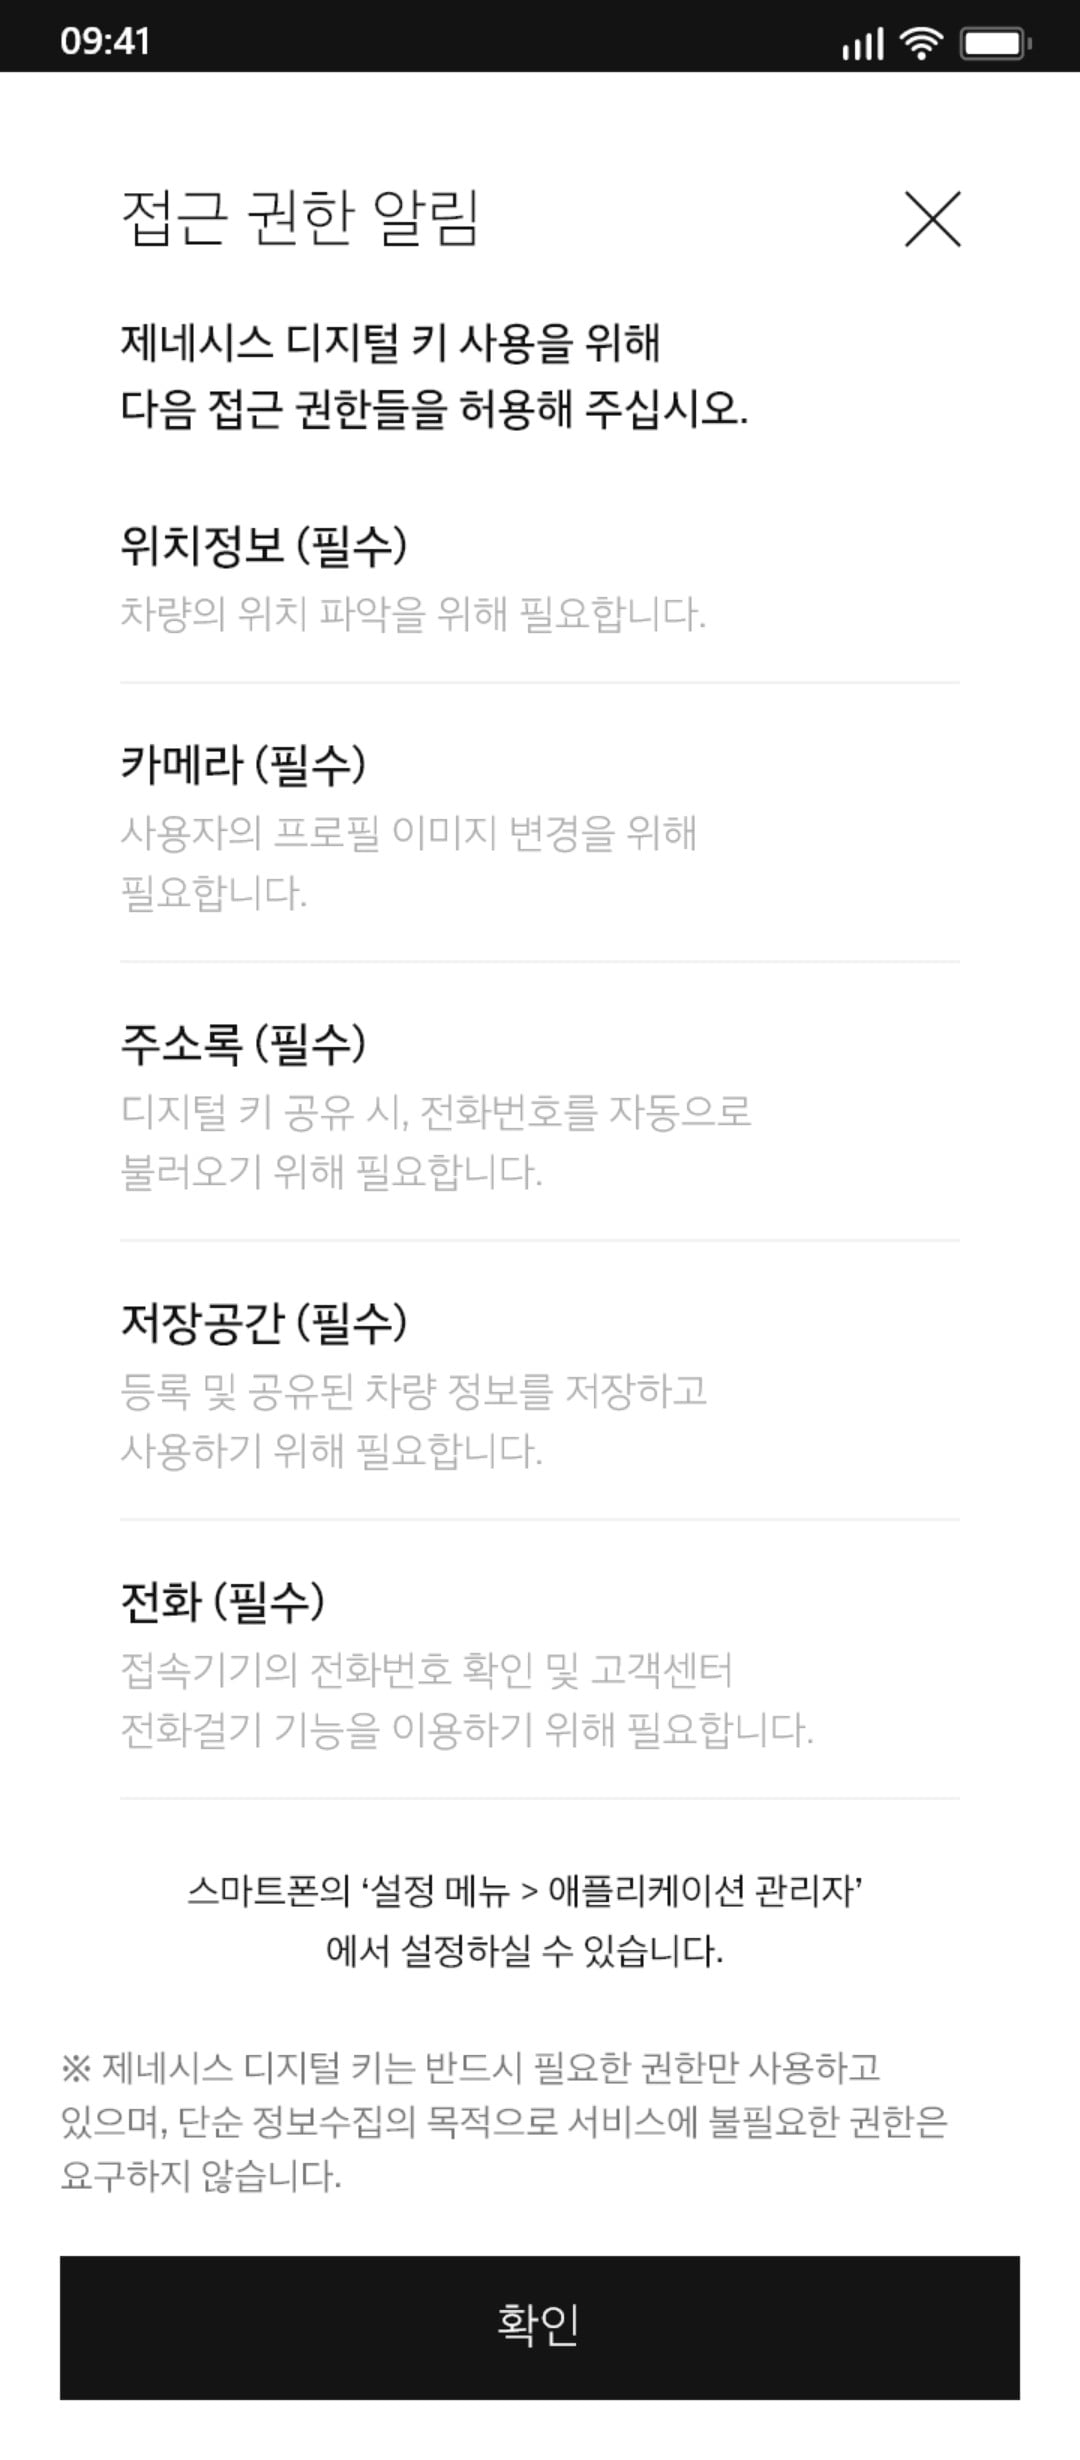 09:41
접근 권한 알림
제네시스 디지털 키 사용을 위해
다음 접근 권한들을 허용해 주십시오.
위치정보 (필수)
차량의 위치 파악을 위해 필요합니다.
카메라 (필수)
사용자의 프로필 이미지 변경을 위해
필요합니다.
주소록 (필수)
디지털 키 공유 시, 전화번호를 자동으로
불러오기 위해 필요합니다.
저장공간 (필수)
등록 및 공유된 차량 정보를 저장하고
사용하기 위해 필요합니다.
전화 (필수)
접속기기의 전화번호 확인 및 고객센터
전화걸기 기능을 이용하기 위해 필요합니다.
스마트폰의 ‘설정 메뉴 > 애플리케이션 관리자’
에서 설정하실 수 있습니다.
※ 제네시스 디지털 키는 반드시 필요한 권한만 사용하고
있으며, 단순 정보수집의 목적으로 서비스에 불필요한 권한은
요구하지 않습니다.
확인